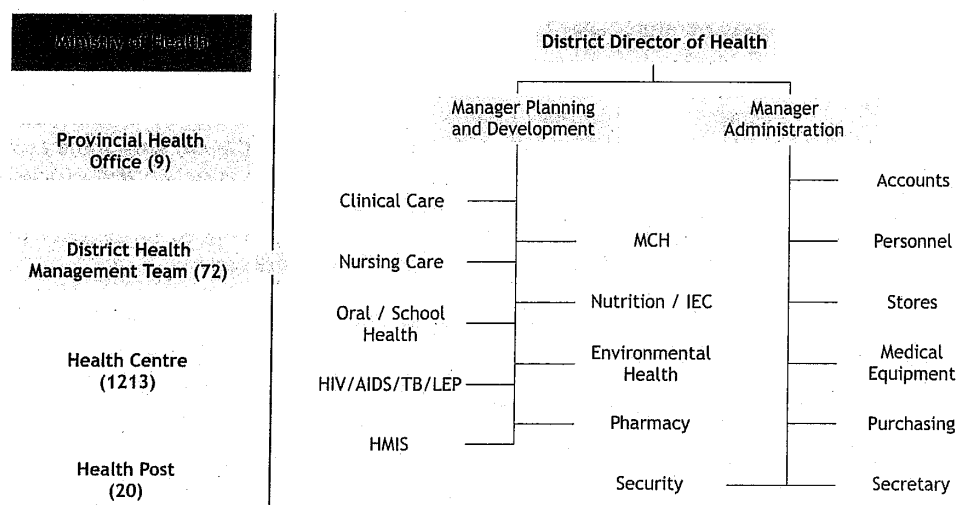 Ministry of Health
Provincial Health
Office (9)
District Health
Management Team (72)
Health Centre
(1213)
Health Post
(20)
District Director of Health
Manager Planning
and Development
Manager
Administration
Clinical Care
Nursing Care
Oral / School
Health
HIV/AIDS/TB/LEP
HMIS
MCH
Nutrition / IEC
Environmental
Health
Pharmacy
Security
Accounts
Personnel
Stores
Medical
Equipment
Purchasing
Secretary